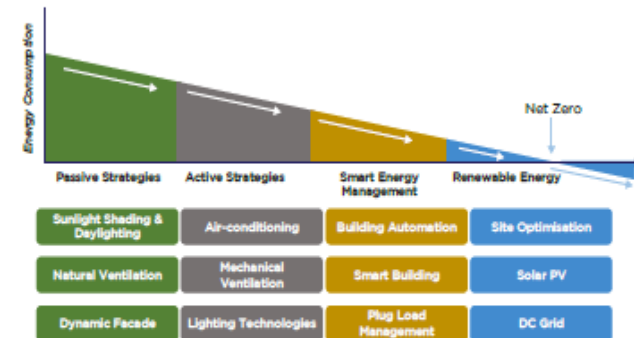 Energy Consumption
Net Zero
Passive Strategies
Active Strategies
Smart Energy
Management
Renewable Energy
Sunlight Shading &
Daylighting
Air-conditioning
Building Automation
Site Optimisation
Natural Ventilation
Mechanical
Ventilation
Smart Building
Solar PV
Dynamic Facade
Lighting Technologies
Plug Load
Management
DC Grid